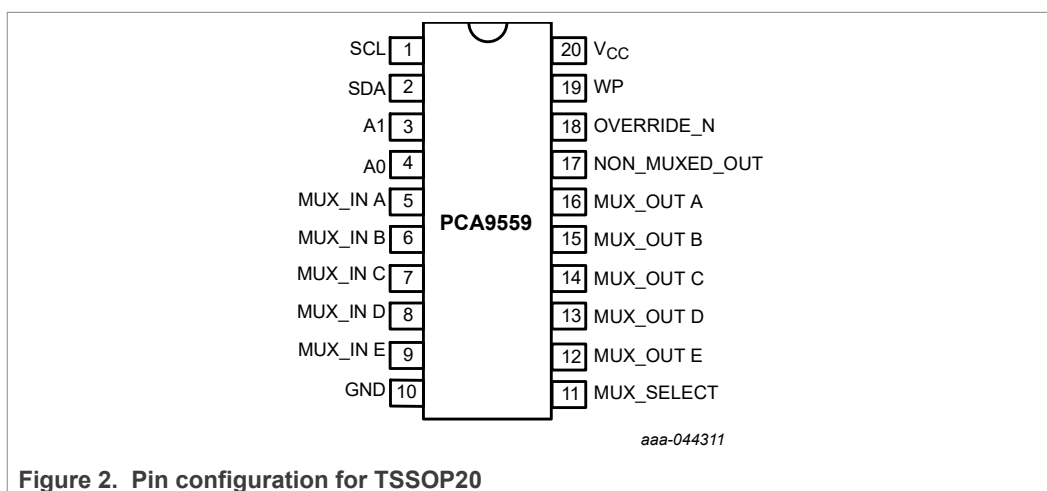 SCL 1
SDA 2
A1 3
A0 4
MUX_IN A 5
MUX_IN B 6
MUX_IN C 7
MUX_IN D 8
MUX_IN E 9
GND 10
PCA9559
20 VCC
19 WP
18 OVERRIDE_N
17 NON_MUXED_OUT
16 MUX_OUT A
15 MUX_OUT B
14 MUX_OUT C
13 MUX_OUT D
12 MUX_OUT E
11 MUX_SELECT
aaa-044311
Figure 2. Pin configuration for TSSOP20